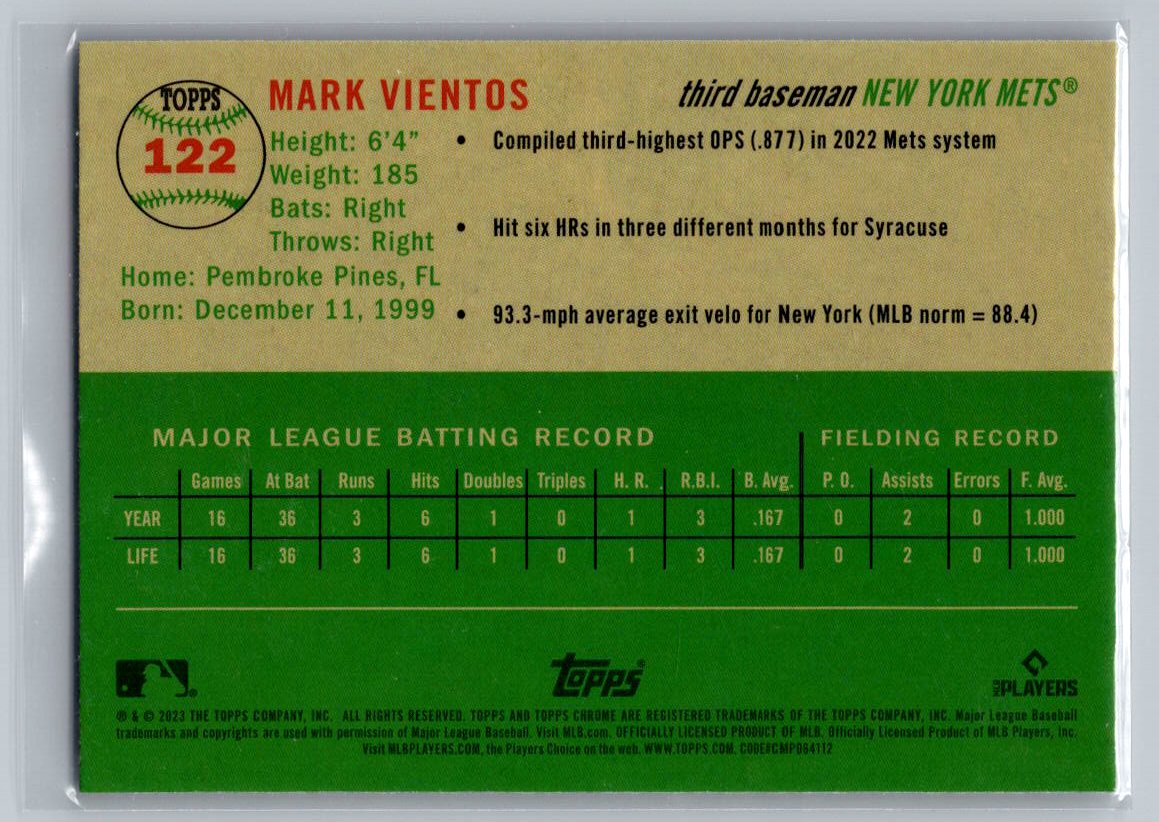 TOPPS
122
MARK VIENTOS
third baseman NEW YORK METS®
Height: 6'4"
Weight: 185
Bats: Right
Throws: Right
Home: Pembroke Pines, FL
Born: December 11, 1999
• Compiled third-highest OPS (.877) in 2022 Mets system
• Hit six HRs in three different months for Syracuse
• 93.3-mph average exit velo for New York (MLB norm = 88.4)
MAJOR LEAGUE BATTING RECORD FIELDING RECORD
Games At Bat Runs Hits Doubles Triples H. R. R.B.I. B. Avg. P. O. Assists Errors F. Avg.
YEAR 16 36 3 6 1 0 1 3 .167 0 2 0 1.000
LIFE 16 36 3 6 1 0 1 3 .167 0 2 0 1.000
Topps®
MLB PLAYERS
® & © 2023 THE TOPPS COMPANY, INC. ALL RIGHTS RESERVED. TOPPS AND TOPPS CHROME ARE REGISTERED TRADEMARKS OF THE TOPPS COMPANY, INC. Major League Baseball
trademarks and copyrights are used with permission of Major League Baseball. Visit MLB.com. OFFICIALLY LICENSED PRODUCT OF MLB. Officially Licensed Product of MLB Players, Inc.
Visit MLBPLAYERS.COM, the Players Choice on the web. WWW.TOPPS.COM. CODE#CMP084112